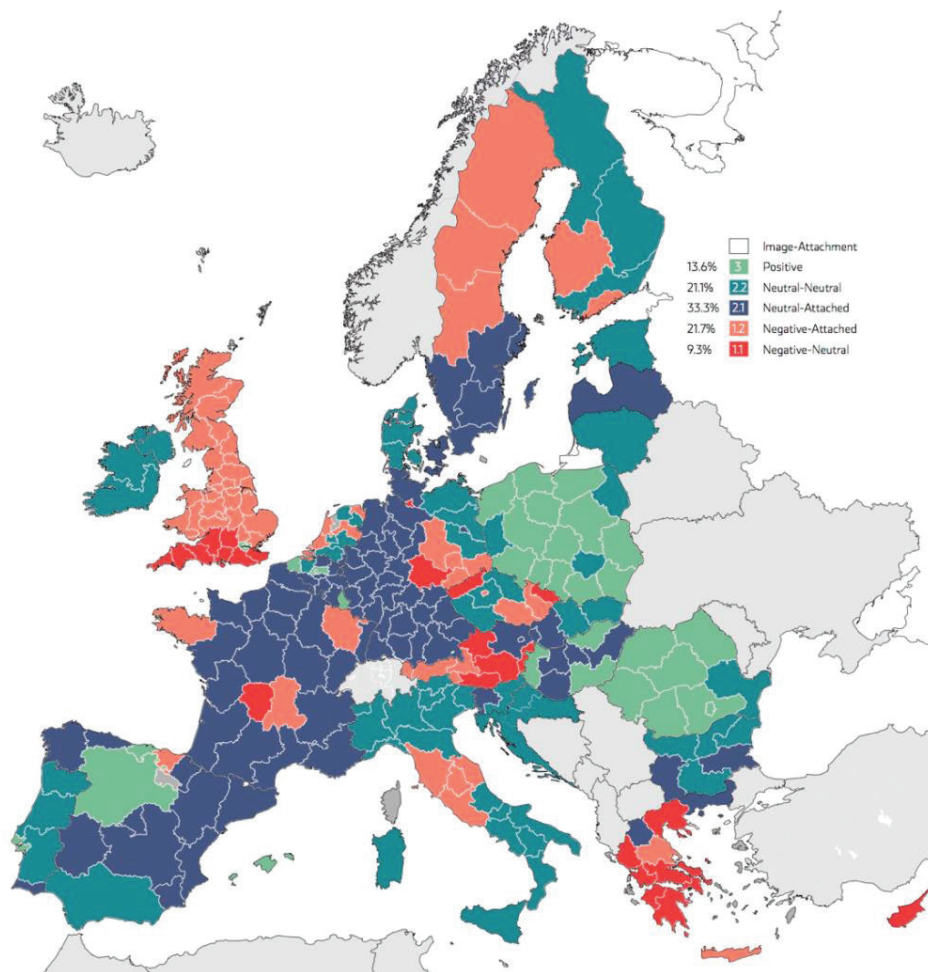 Image-Attachment
13.6% 3 Positive
21.1% 2.2 Neutral-Neutral
33.3% 2.1 Neutral-Attached
21.7% 1.2 Negative-Attached
9.3% 1.1 Negative-Neutral